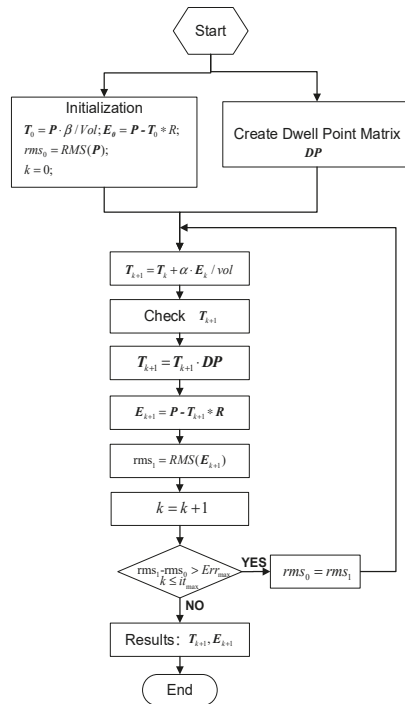 Start
Initialization
T₀ = P · β / Vol; E₀ = P - T₀ * R;
rms₀ = RMS(P);
k = 0;
Create Dwell Point Matrix
DP
Tₖ₊₁ = Tₖ + α · Eₖ / vol
Check Tₖ₊₁
Tₖ₊₁ = Tₖ₊₁ · DP
Eₖ₊₁ = P - Tₖ₊₁ * R
rms₁ = RMS(Eₖ₊₁)
k = k + 1
rms₁-rms₀ > Err_max
k ≤ it_max
YES
rms₀ = rms₁
NO
Results: Tₖ₊₁, Eₖ₊₁
End